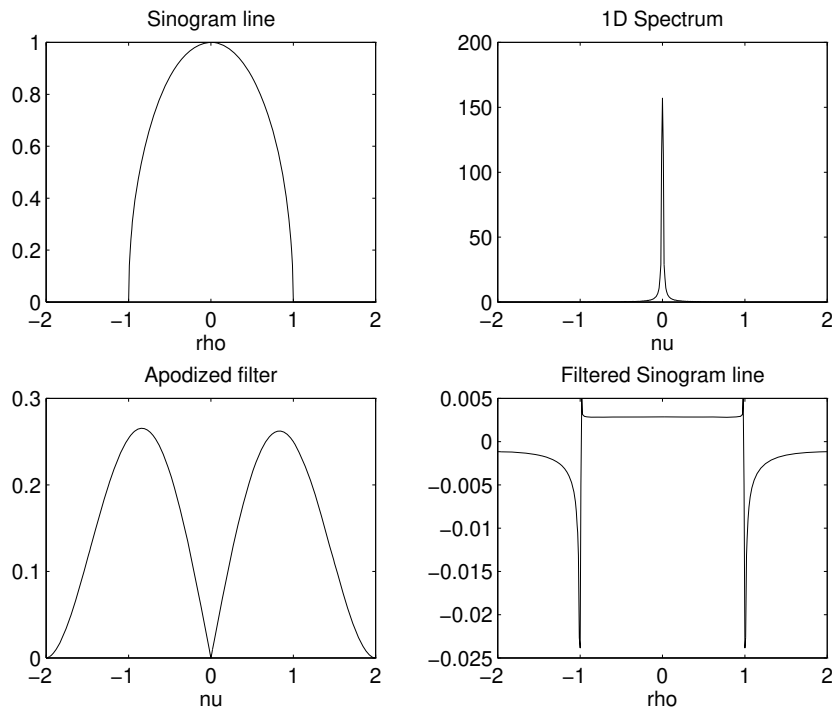 Sinogram line
1
0.8
0.6
0.4
0.2
0
−2 −1 0 1 2
rho
1D Spectrum
200
150
100
50
0
−2 −1 0 1 2
nu
Apodized filter
0.3
0.2
0.1
0
−2 −1 0 1 2
nu
Filtered Sinogram line
0.005
0
−0.005
−0.01
−0.015
−0.02
−0.025
−2 −1 0 1 2
rho